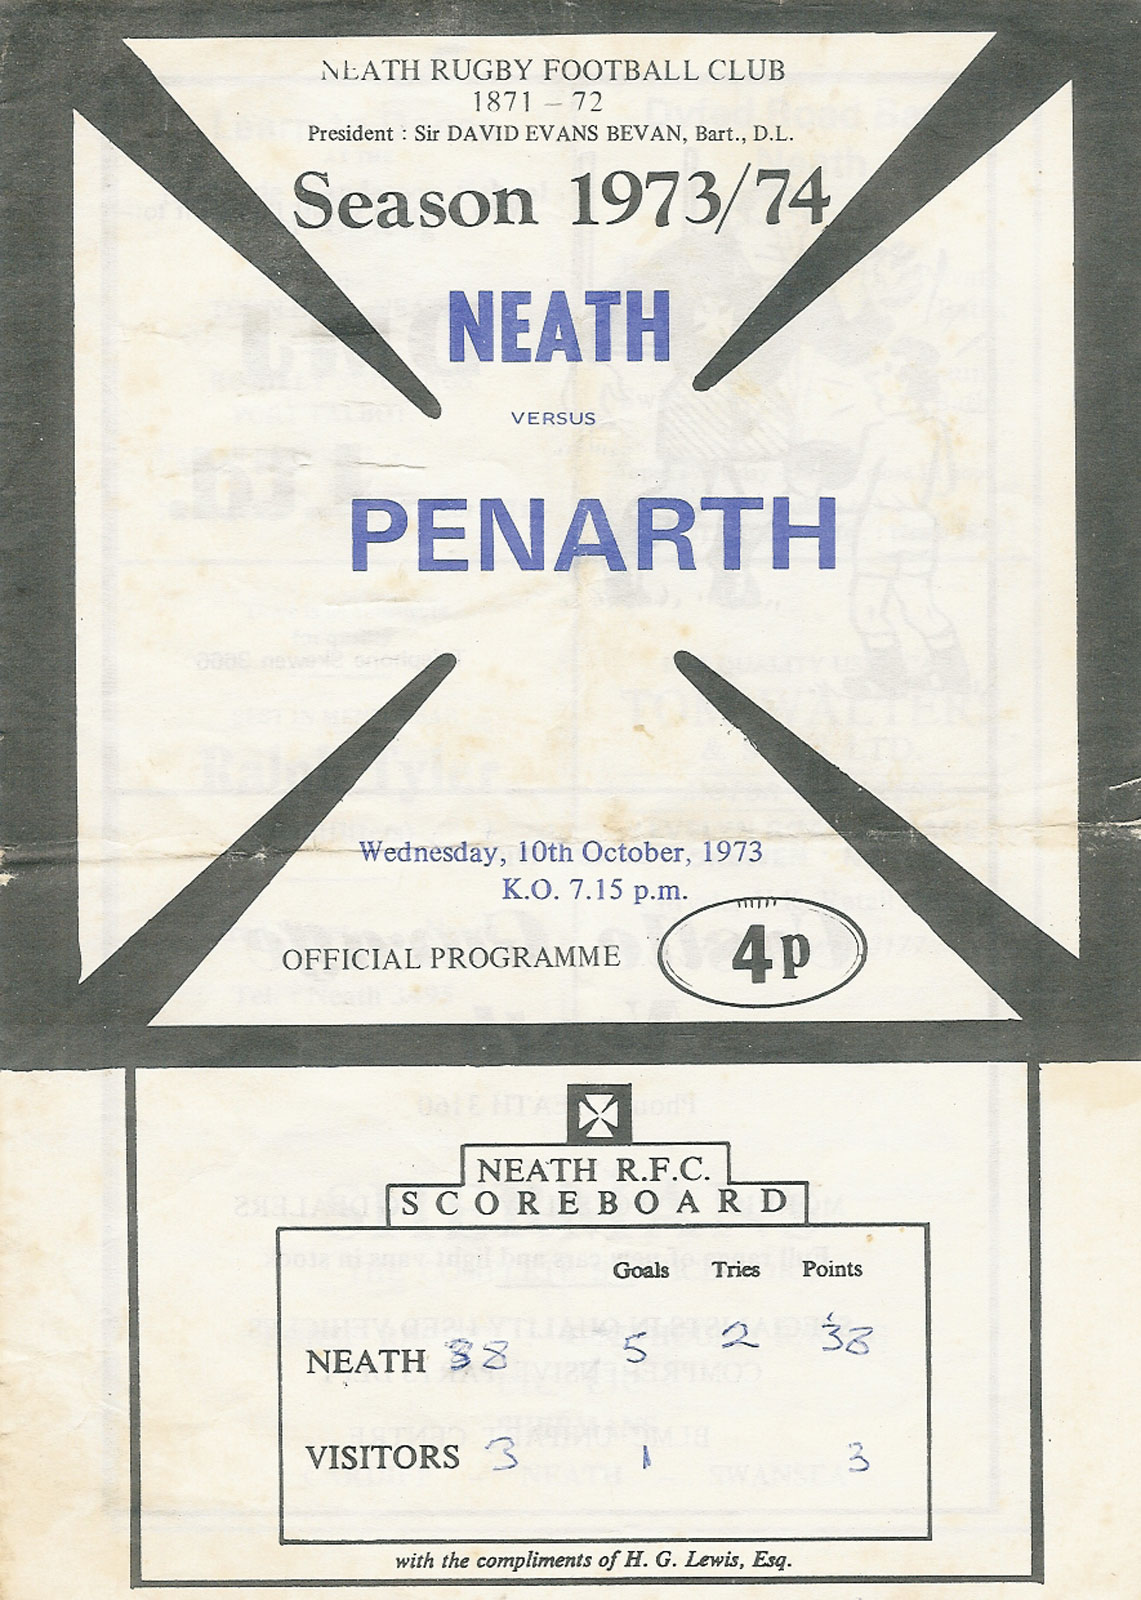 NEATH RUGBY FOOTBALL CLUB
1871 – 72
President : Sir DAVID EVANS BEVAN, Bart., D.L.
Season 1973/74
NEATH
VERSUS
PENARTH
Wednesday, 10th October, 1973
K.O. 7.15 p.m.
OFFICIAL PROGRAMME 4p
NEATH R.F.C.
SCOREBOARD
Goals Tries Points
NEATH 38 5 2 38
VISITORS 3 1 3
with the compliments of H. G. Lewis, Esq.